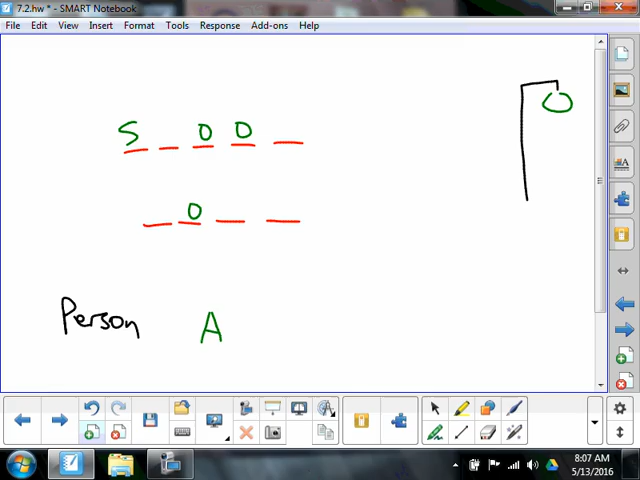 7.2.hw * - SMART Notebook
File Edit View Insert Format Tools Favorites Add-ons Help
S _ O O _
_ O _ _
Person A
8:07 AM
5/13/2016